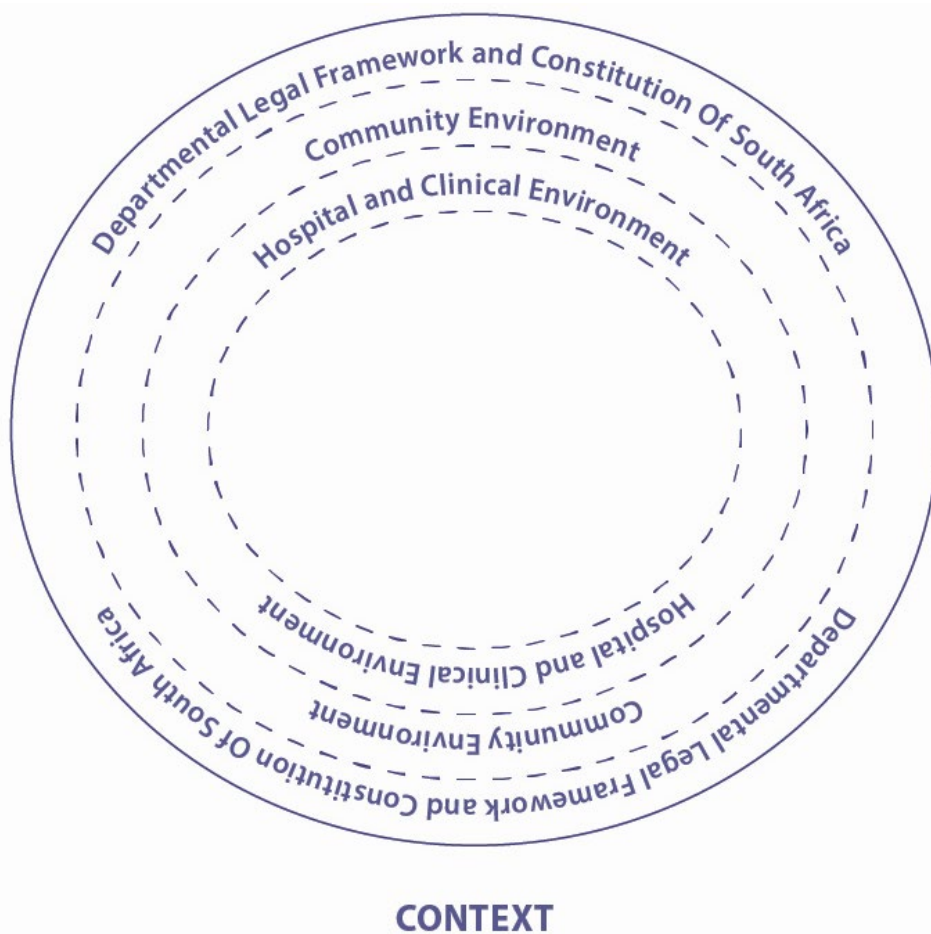 Departmental Legal Framework and Constitution Of South Africa
Community Environment
Hospital and Clinical Environment
Hospital and Clinical Environment
Community Environment
Departmental Legal Framework and Constitution Of South Africa
CONTEXT